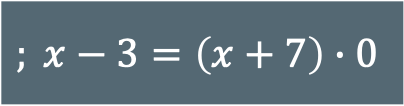 ; x − 3 = (x + 7) · 0